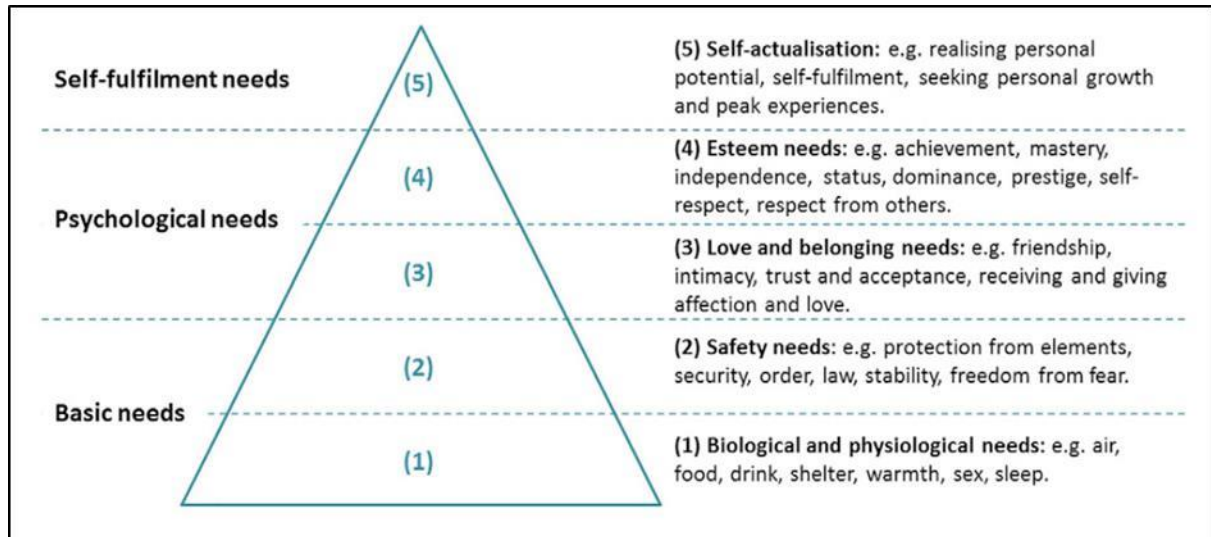 Self-fulfilment needs
(5)
(5) Self-actualisation: e.g. realising personal
potential, self-fulfilment, seeking personal growth
and peak experiences.
Psychological needs
(4)
(4) Esteem needs: e.g. achievement, mastery,
independence, status, dominance, prestige, self-
respect, respect from others.
(3)
(3) Love and belonging needs: e.g. friendship,
intimacy, trust and acceptance, receiving and giving
affection and love.
Basic needs
(2)
(2) Safety needs: e.g. protection from elements,
security, order, law, stability, freedom from fear.
(1)
(1) Biological and physiological needs: e.g. air,
food, drink, shelter, warmth, sex, sleep.